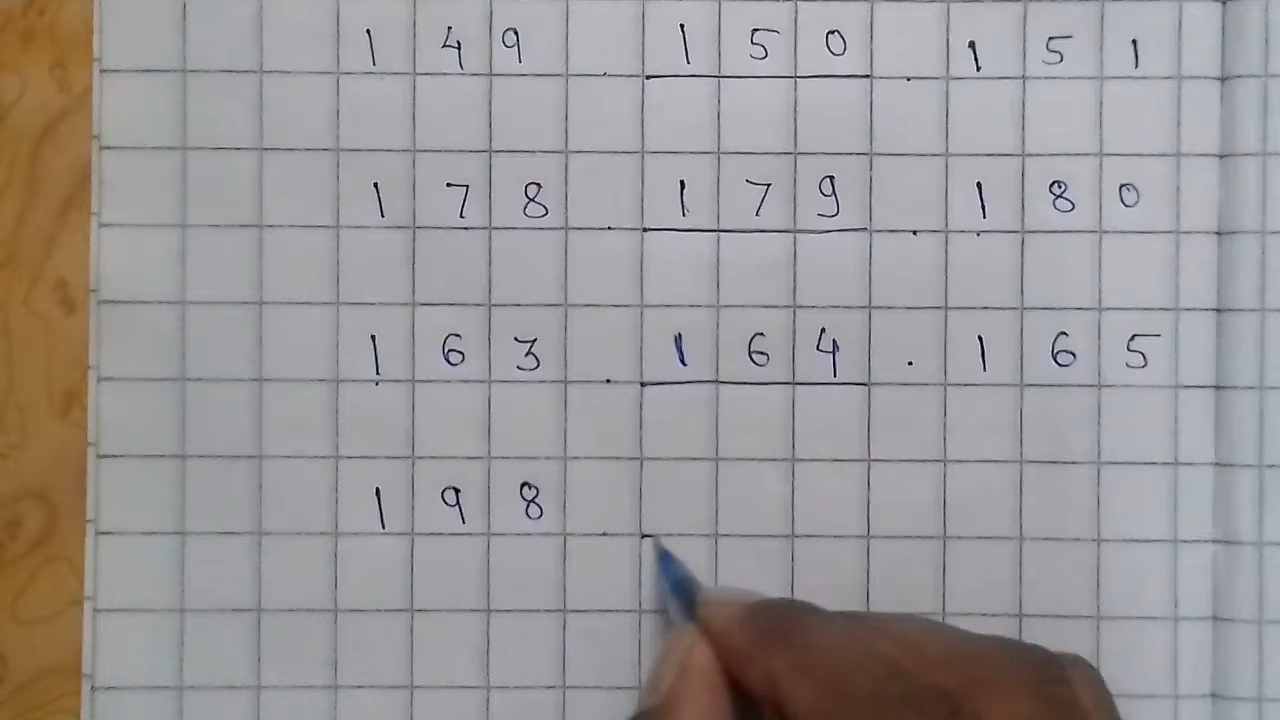 149 . 150 . 151
178 . 179 . 180
163 . 164 . 165
198 .